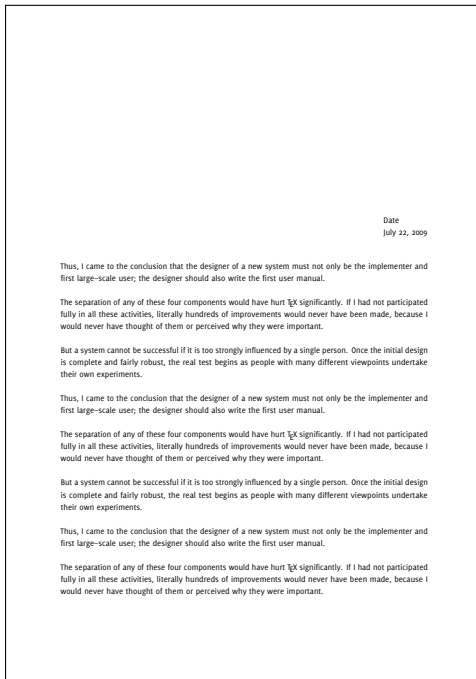 Date
July 22, 2009
Thus, I came to the conclusion that the designer of a new system must not only be the implementer and
first large-scale user; the designer should also write the first user manual.
The separation of any of these four components would have hurt TEX significantly. If I had not participated
fully in all these activities, literally hundreds of improvements would never have been made, because I
would never have thought of them or perceived why they were important.
But a system cannot be successful if it is too strongly influenced by a single person. Once the initial design
is complete and fairly robust, the real test begins as people with many different viewpoints undertake
their own experiments.
Thus, I came to the conclusion that the designer of a new system must not only be the implementer and
first large-scale user; the designer should also write the first user manual.
The separation of any of these four components would have hurt TEX significantly. If I had not participated
fully in all these activities, literally hundreds of improvements would never have been made, because I
would never have thought of them or perceived why they were important.
But a system cannot be successful if it is too strongly influenced by a single person. Once the initial design
is complete and fairly robust, the real test begins as people with many different viewpoints undertake
their own experiments.
Thus, I came to the conclusion that the designer of a new system must not only be the implementer and
first large-scale user; the designer should also write the first user manual.
The separation of any of these four components would have hurt TEX significantly. If I had not participated
fully in all these activities, literally hundreds of improvements would never have been made, because I
would never have thought of them or perceived why they were important.